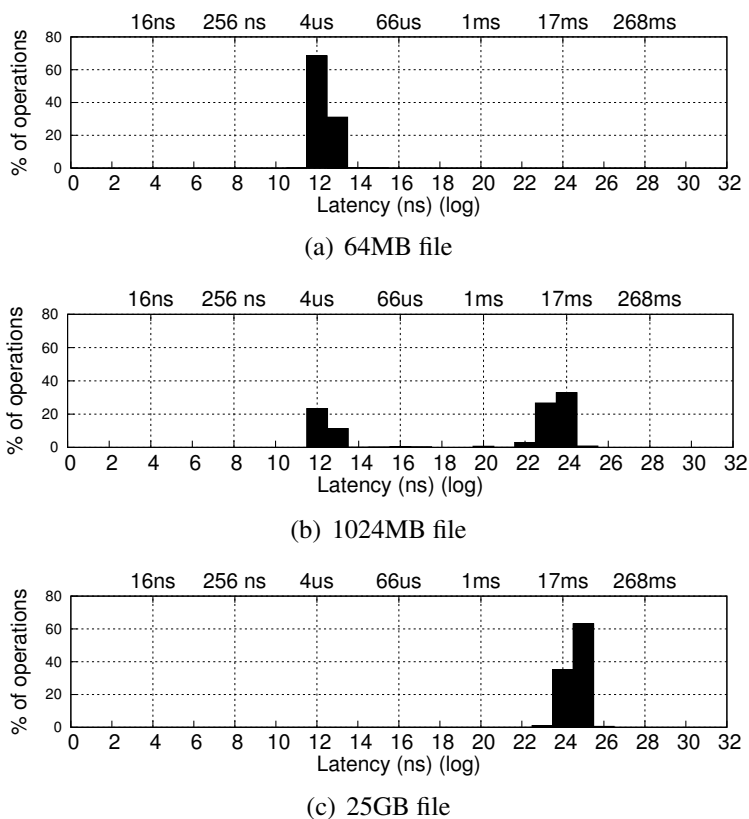 16ns 256 ns 4us 66us 1ms 17ms 268ms
80
60
40
20
0
% of operations
0 2 4 6 8 10 12 14 16 18 20 22 24 26 28 30 32
Latency (ns) (log)
(a) 64MB file
16ns 256 ns 4us 66us 1ms 17ms 268ms
80
60
40
20
0
% of operations
0 2 4 6 8 10 12 14 16 18 20 22 24 26 28 30 32
Latency (ns) (log)
(b) 1024MB file
16ns 256 ns 4us 66us 1ms 17ms 268ms
80
60
40
20
0
% of operations
0 2 4 6 8 10 12 14 16 18 20 22 24 26 28 30 32
Latency (ns) (log)
(c) 25GB file